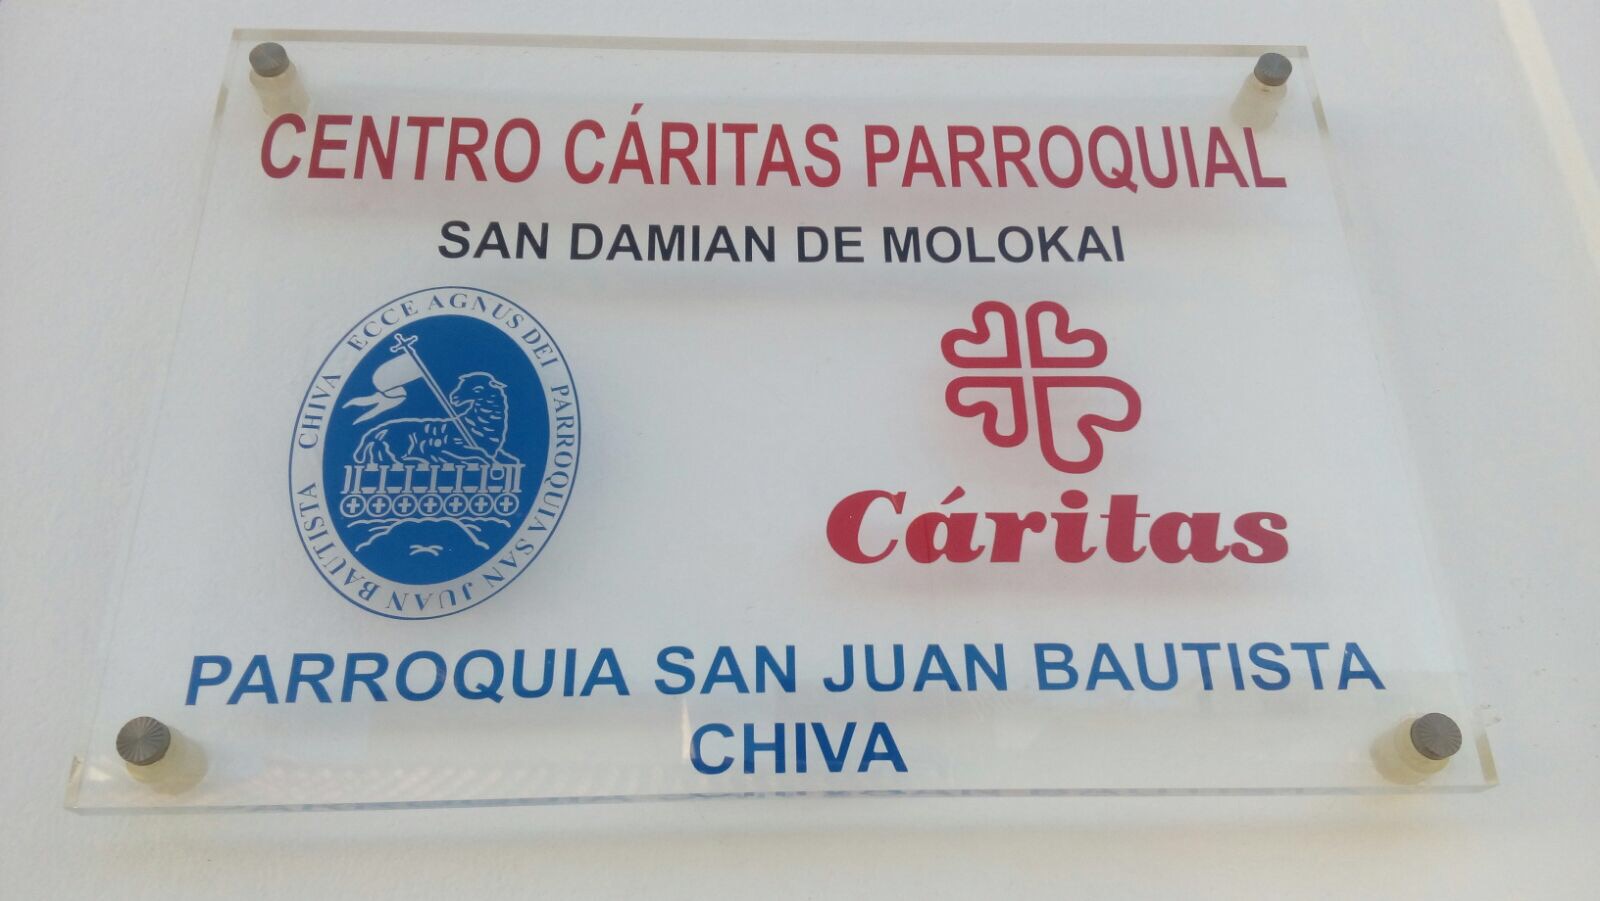 CENTRO CÁRITAS PARROQUIAL
SAN DAMIAN DE MOLOKAI
ECCE AGNUS DEI PARROQUIA SAN JUAN BAUTISTA CHIVA
Cáritas
PARROQUIA SAN JUAN BAUTISTA
CHIVA